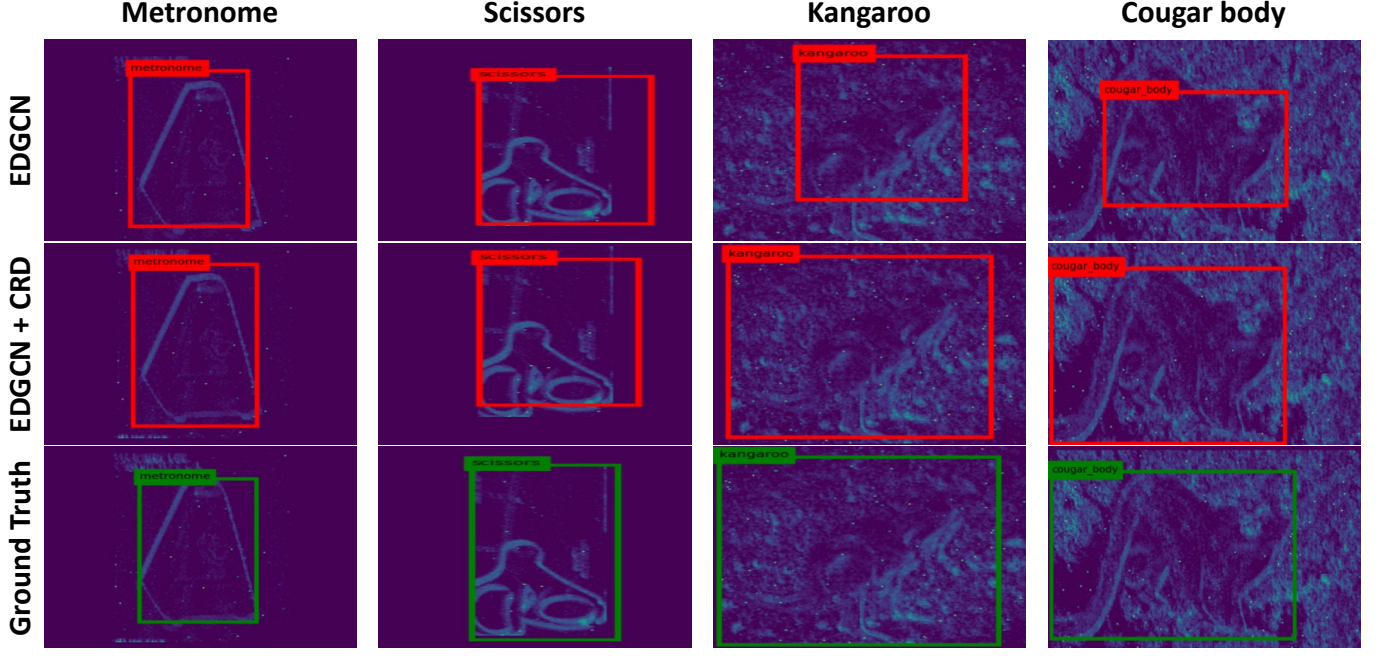 Metronome Scissors Kangaroo Cougar body
EDGCN
metronome scissors kangaroo cougar_body
EDGCN + CRD
metronome scissors kangaroo cougar_body
Ground Truth
metronome scissors kangaroo cougar_body